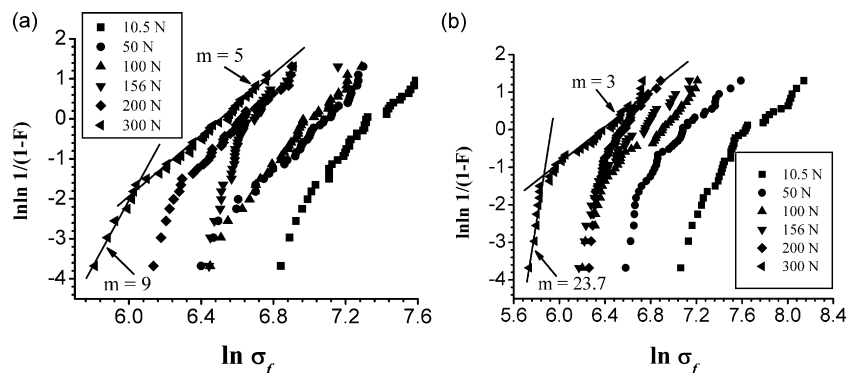 (a)
10.5 N
50 N
100 N
156 N
200 N
300 N
m = 5
m = 9
lnln 1/(1-F)
2
1
0
-1
-2
-3
-4
6.0
6.4
6.8
7.2
7.6
ln σf
(b)
m = 3
m = 23.7
10.5 N
50 N
100 N
156 N
200 N
300 N
lnln 1/(1-F)
2
1
0
-1
-2
-3
-4
5.6
6.0
6.4
6.8
7.2
7.6
8.0
8.4
ln σf